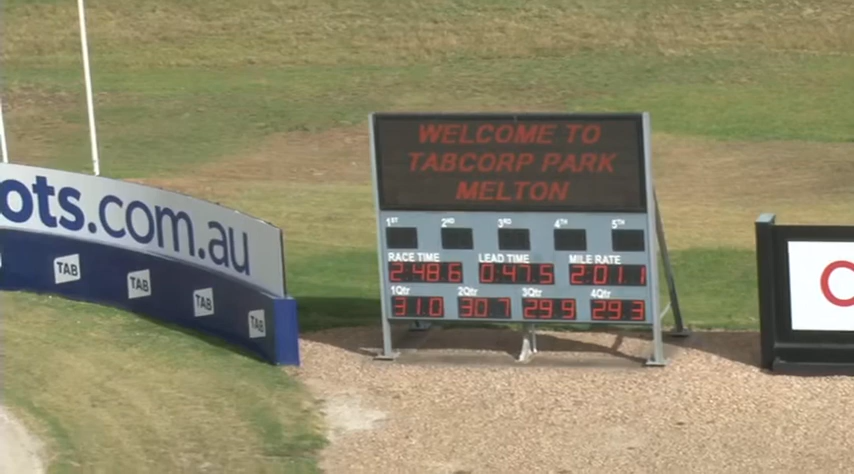 ots.com.au
TAB TAB TAB TAB
WELCOME TO
TABCORP PARK
MELTON
1ST 2ND 3RD 4TH 5TH
RACE TIME LEAD TIME MILE RATE
2:48.6 0:47.5 2:01.1
1Qtr 2Qtr 3Qtr 4Qtr
31.0 30.7 29.9 29.3